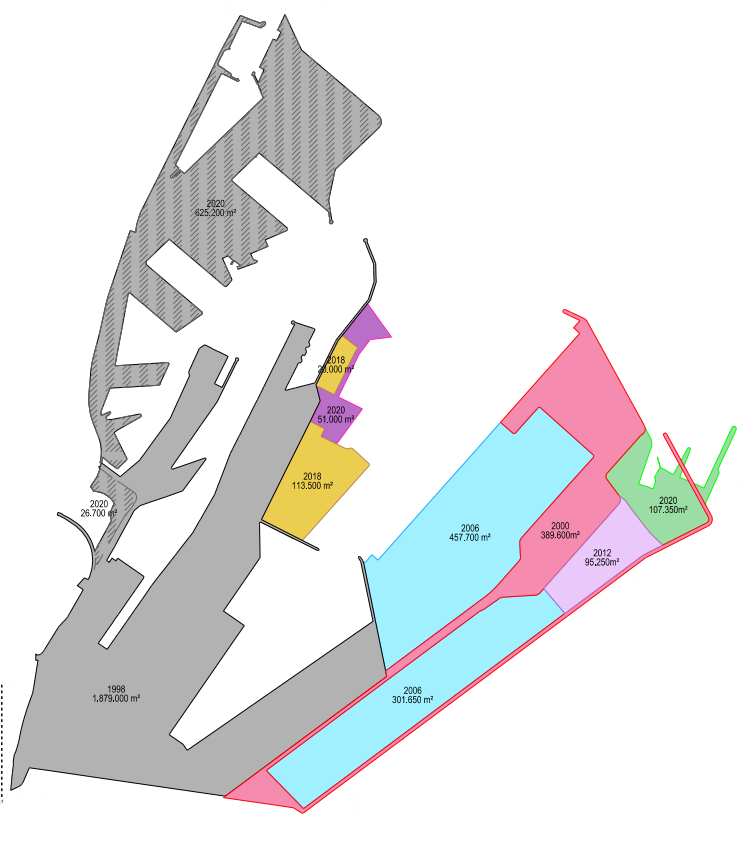 2020
625.200 m²
2018
20.000 m²
2020
51.000 m²
2018
113.500 m²
2020
26.700 m²
2006
457.700 m²
2000
389.600m²
2020
107.350m²
2012
95.250m²
1998
1.879.000 m²
2006
301.650 m²